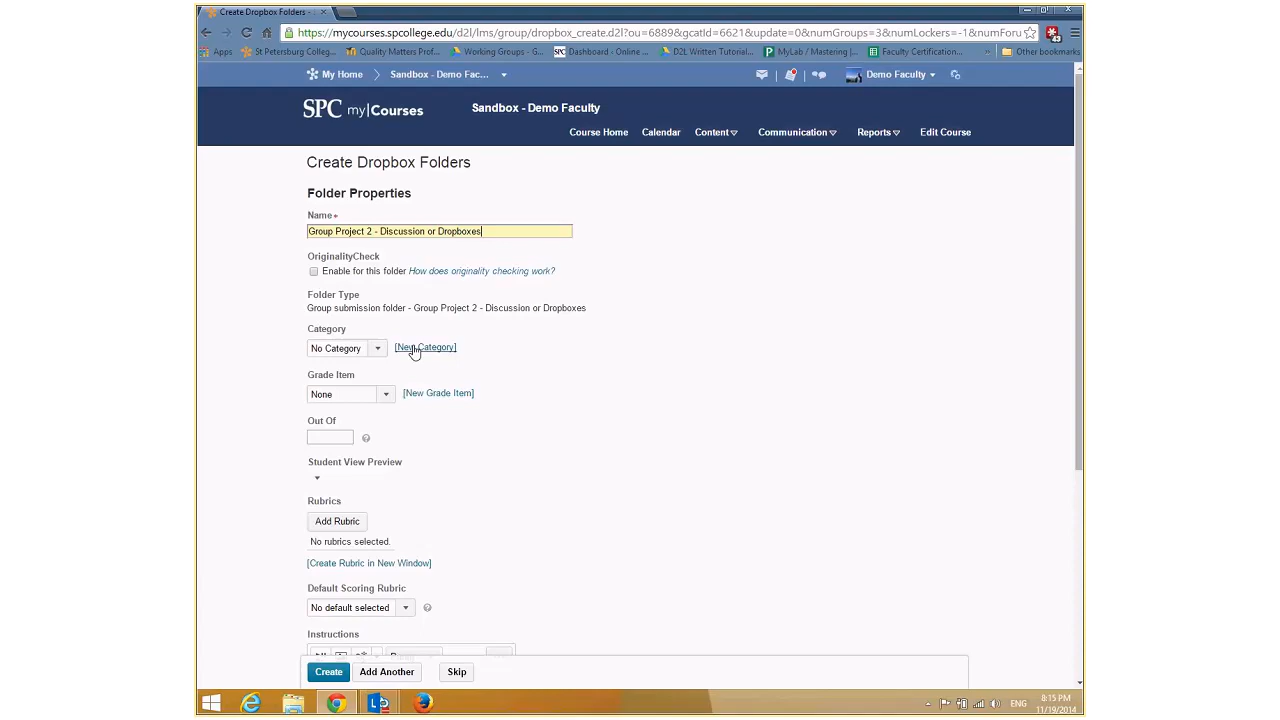 Create Dropbox Folders -
https://mycourses.spcollege.edu/d2l/lms/group/dropbox_create.d2l?ou=6889&gcatId=6621&update=0&numGroups=3&numLockers=-1&numForu
43
Apps St Petersburg Colleg... Quality Matters Prof... Working Groups - G... SPC Dashboard - Online ... D2L Written Tutorial... MyLab / Mastering | ... Faculty Certification... » Other bookmarks
My Home Sandbox - Demo Fac... Demo Faculty
SPC my|Courses Sandbox - Demo Faculty
Course Home Calendar Content Communication Reports Edit Course
Create Dropbox Folders
Folder Properties
Name*
Group Project 2 - Discussion or Dropboxes
OriginalityCheck
Enable for this folder How does originality checking work?
Folder Type
Group submission folder - Group Project 2 - Discussion or Dropboxes
Category
No Category [New Category]
Grade Item
None [New Grade Item]
Out Of
Student View Preview
Rubrics
Add Rubric
No rubrics selected.
[Create Rubric in New Window]
Default Scoring Rubric
No default selected
Instructions
Create Add Another Skip
ENG 8:15 PM
11/19/2014